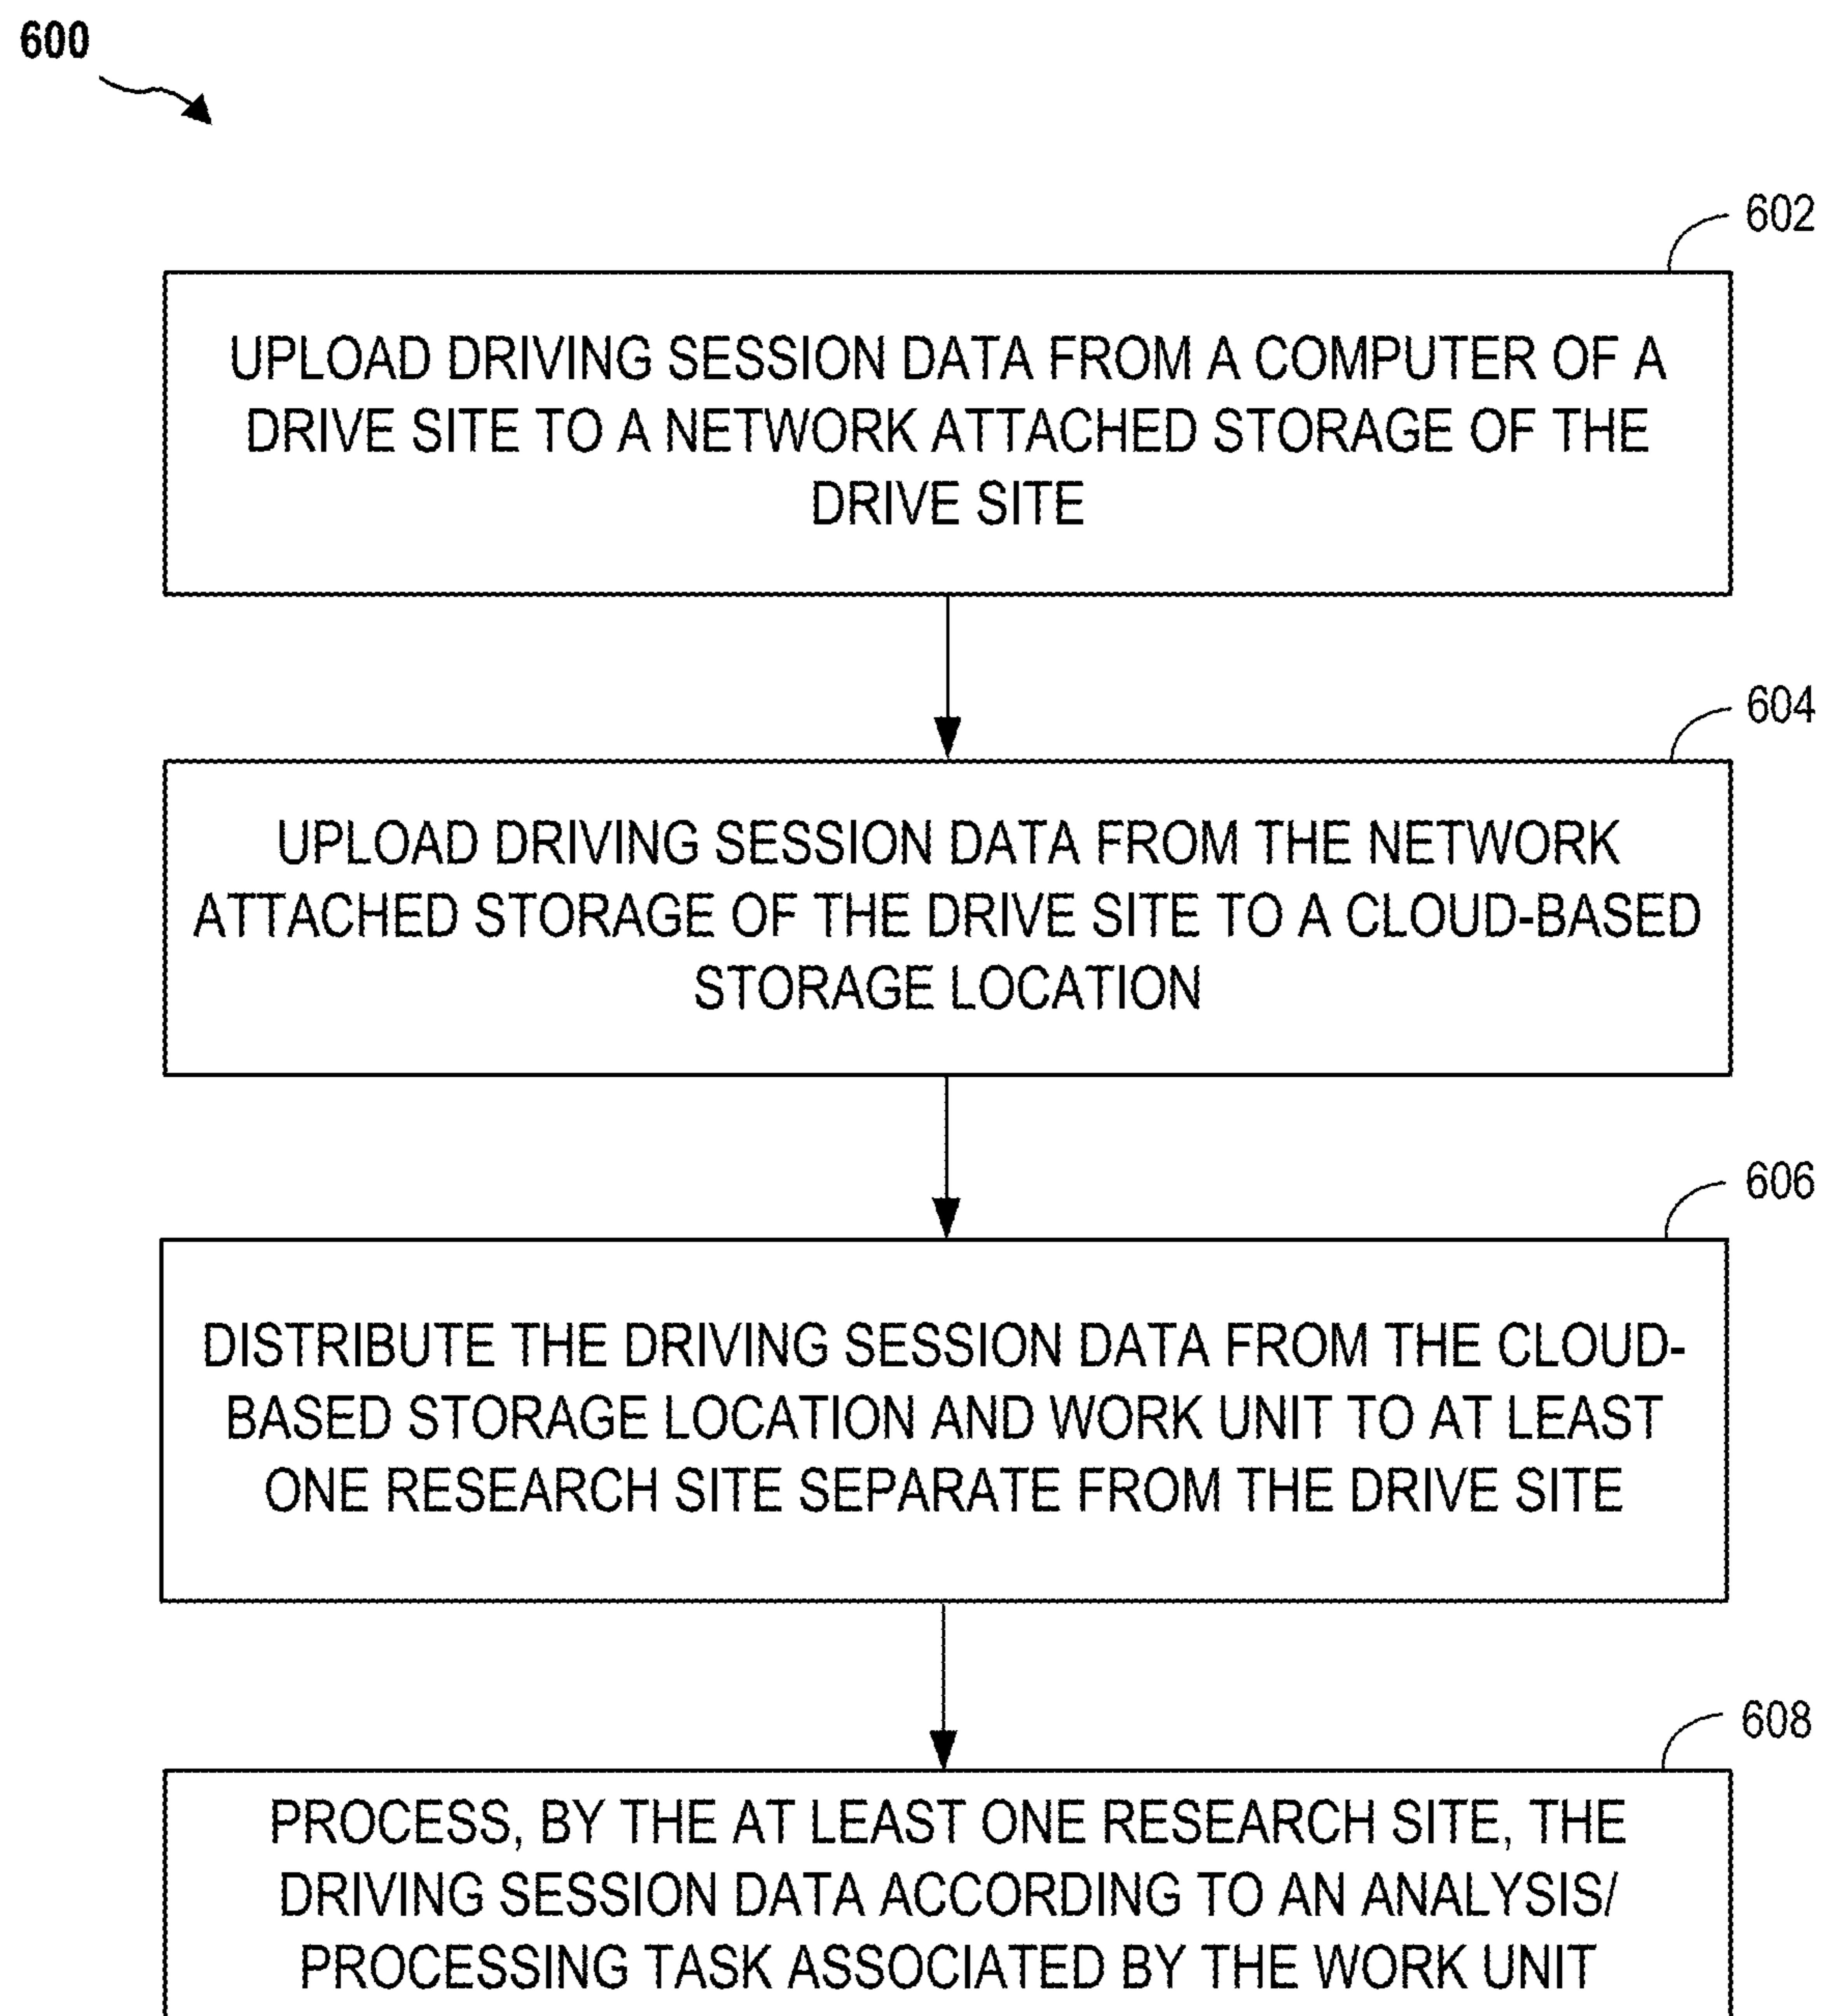 600
602
UPLOAD DRIVING SESSION DATA FROM A COMPUTER OF A
DRIVE SITE TO A NETWORK ATTACHED STORAGE OF THE
DRIVE SITE
604
UPLOAD DRIVING SESSION DATA FROM THE NETWORK
ATTACHED STORAGE OF THE DRIVE SITE TO A CLOUD-BASED
STORAGE LOCATION
606
DISTRIBUTE THE DRIVING SESSION DATA FROM THE CLOUD-
BASED STORAGE LOCATION AND WORK UNIT TO AT LEAST
ONE RESEARCH SITE SEPARATE FROM THE DRIVE SITE
608
PROCESS, BY THE AT LEAST ONE RESEARCH SITE, THE
DRIVING SESSION DATA ACCORDING TO AN ANALYSIS/
PROCESSING TASK ASSOCIATED BY THE WORK UNIT